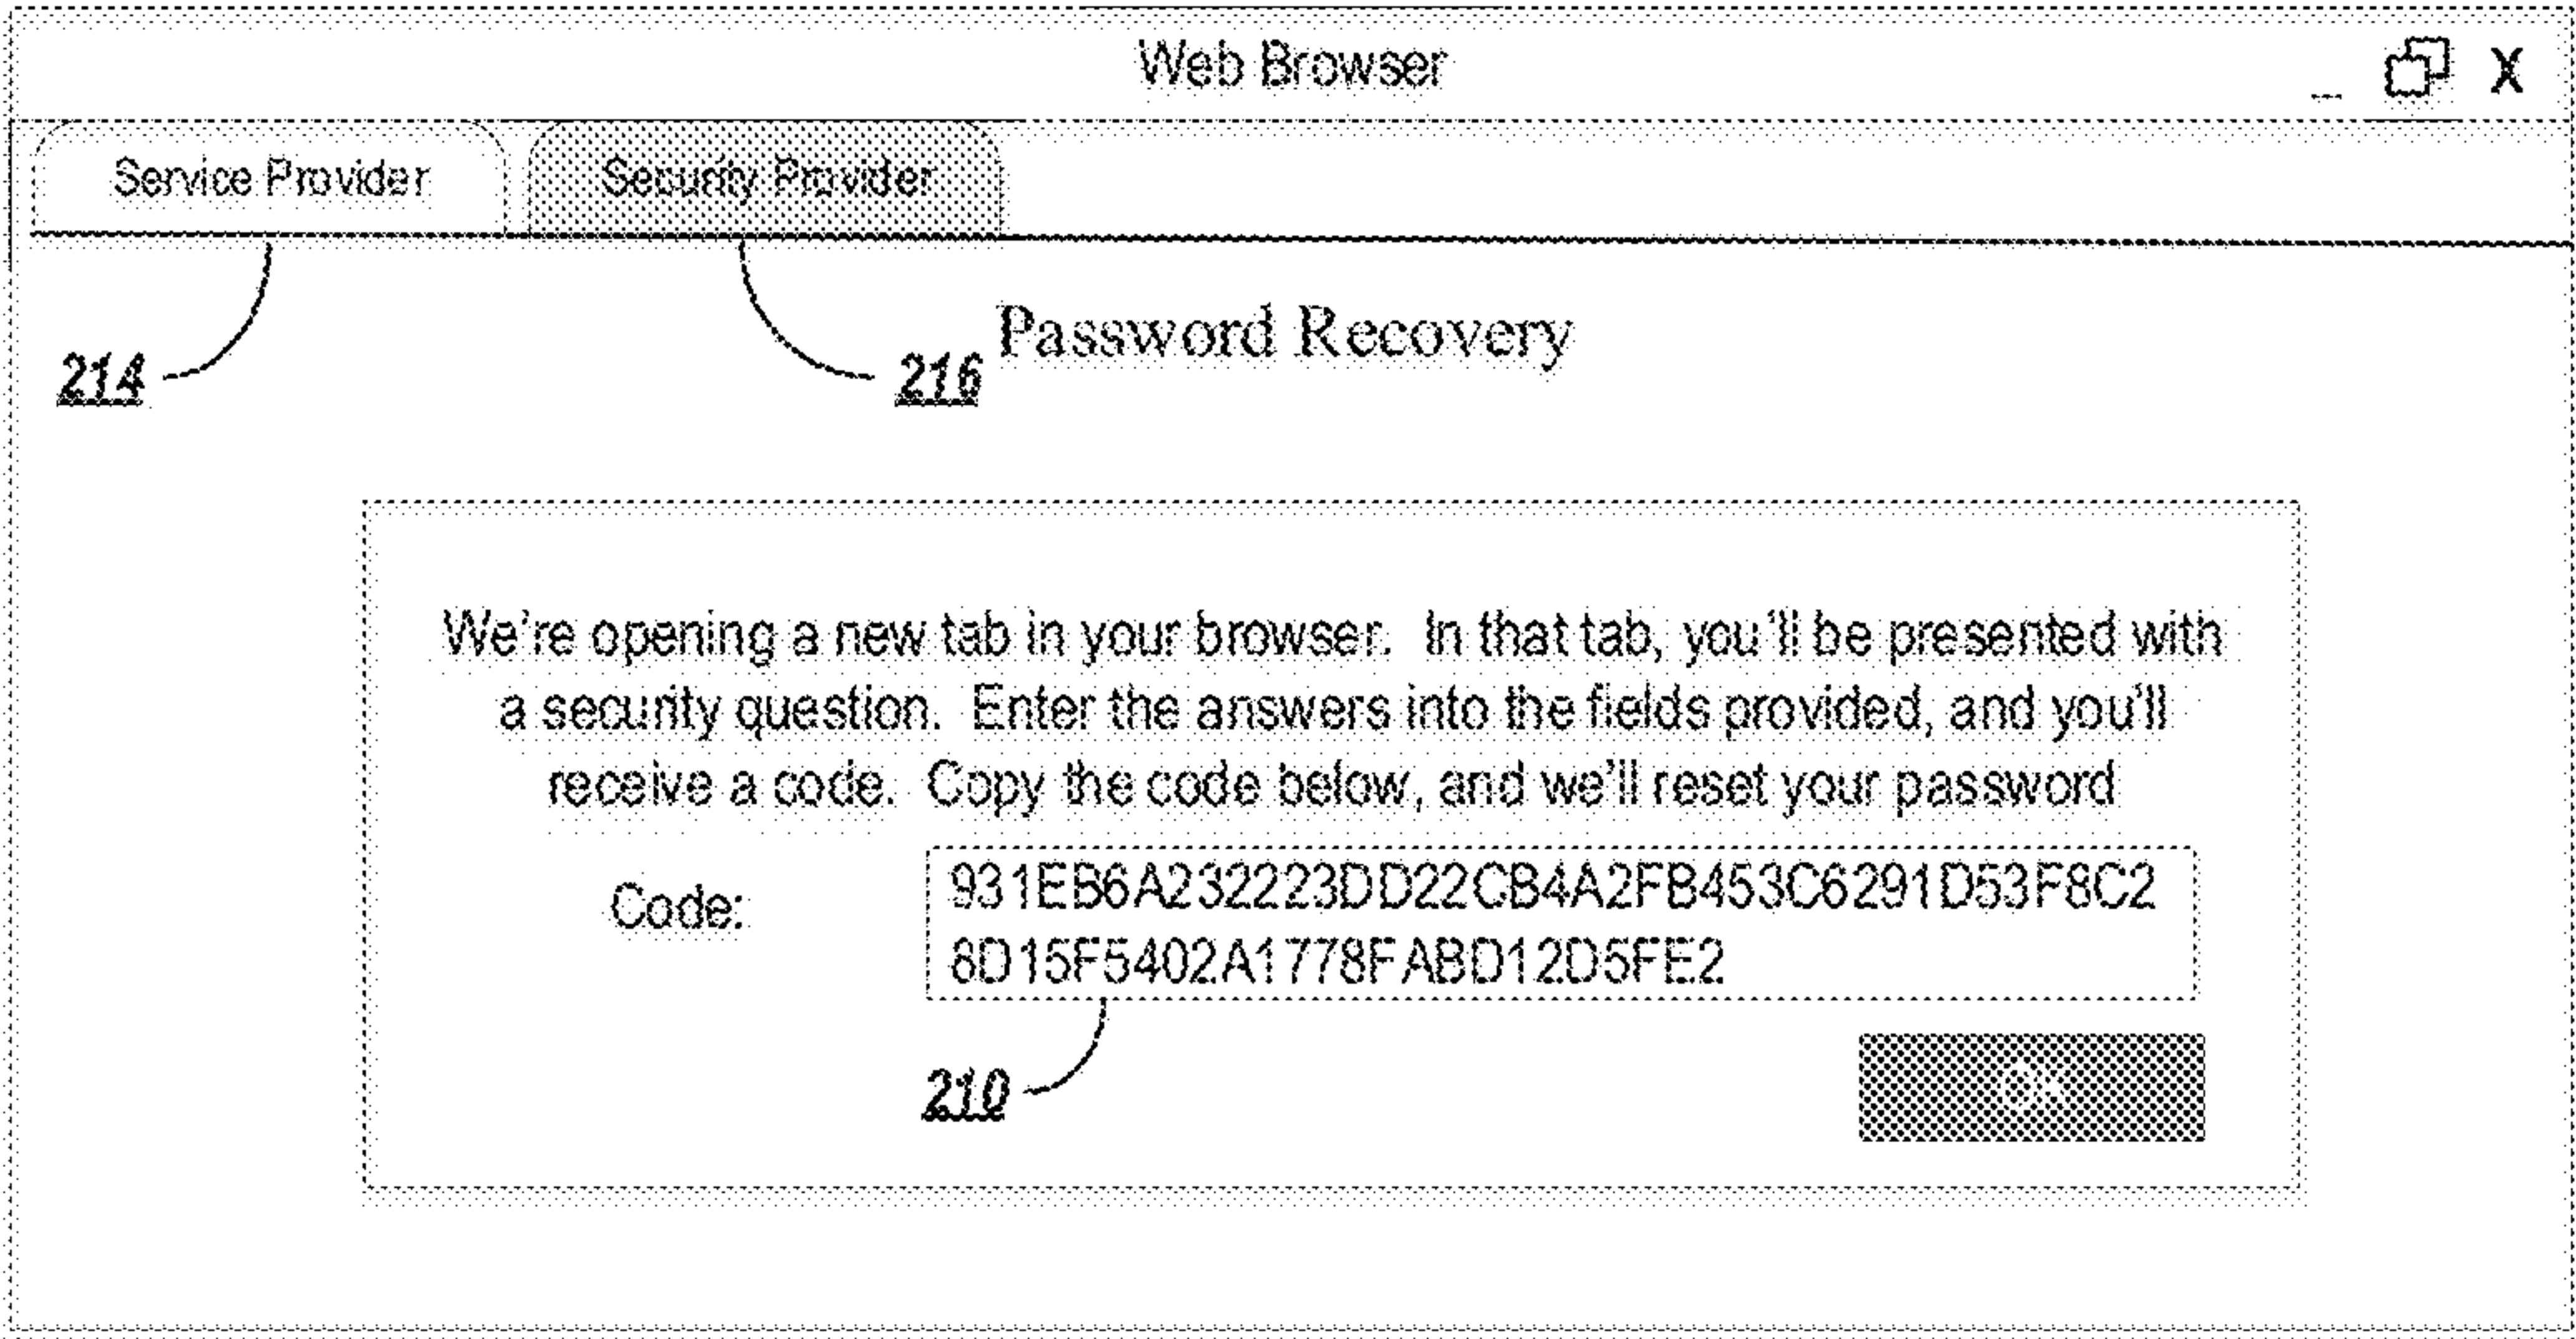 Web Browser
_ X
Service Provider Security Provider
214 216
Password Recovery
We're opening a new tab in your browser. In that tab, you'll be presented with
a security question. Enter the answers into the fields provided, and you'll
receive a code. Copy the code below, and we'll reset your password
Code:
931EB6A232223DD22CB4A2FB453C6291D53F8C2
8D15F5402A1778FABD12D5FE2
210
OK